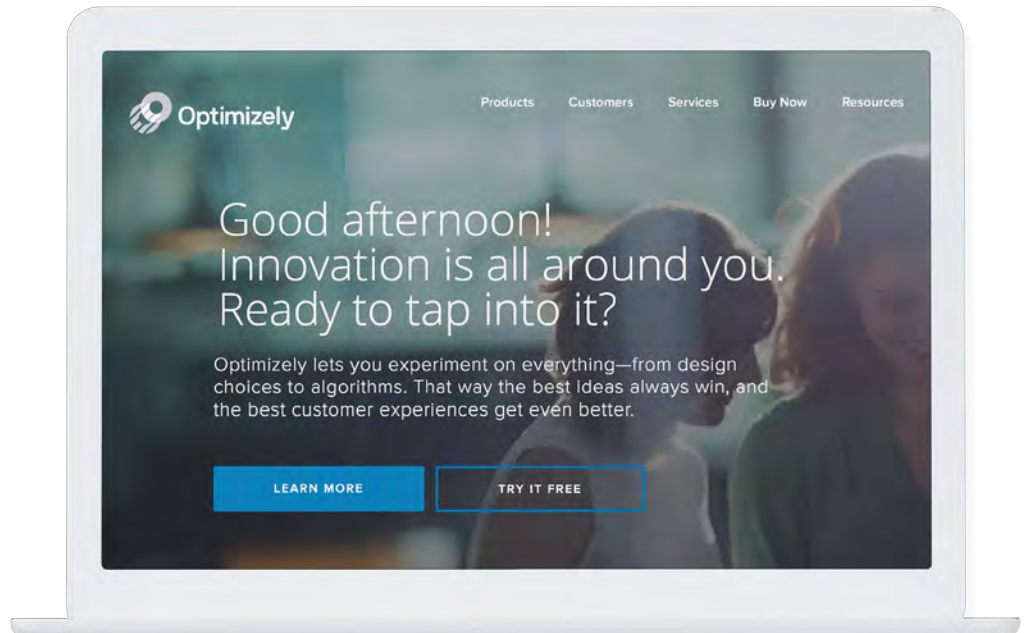 Optimizely
Products Customers Services Buy Now Resources
Good afternoon!
Innovation is all around you.
Ready to tap into it?
Optimizely lets you experiment on everything—from design
choices to algorithms. That way the best ideas always win, and
the best customer experiences get even better.
LEARN MORE TRY IT FREE